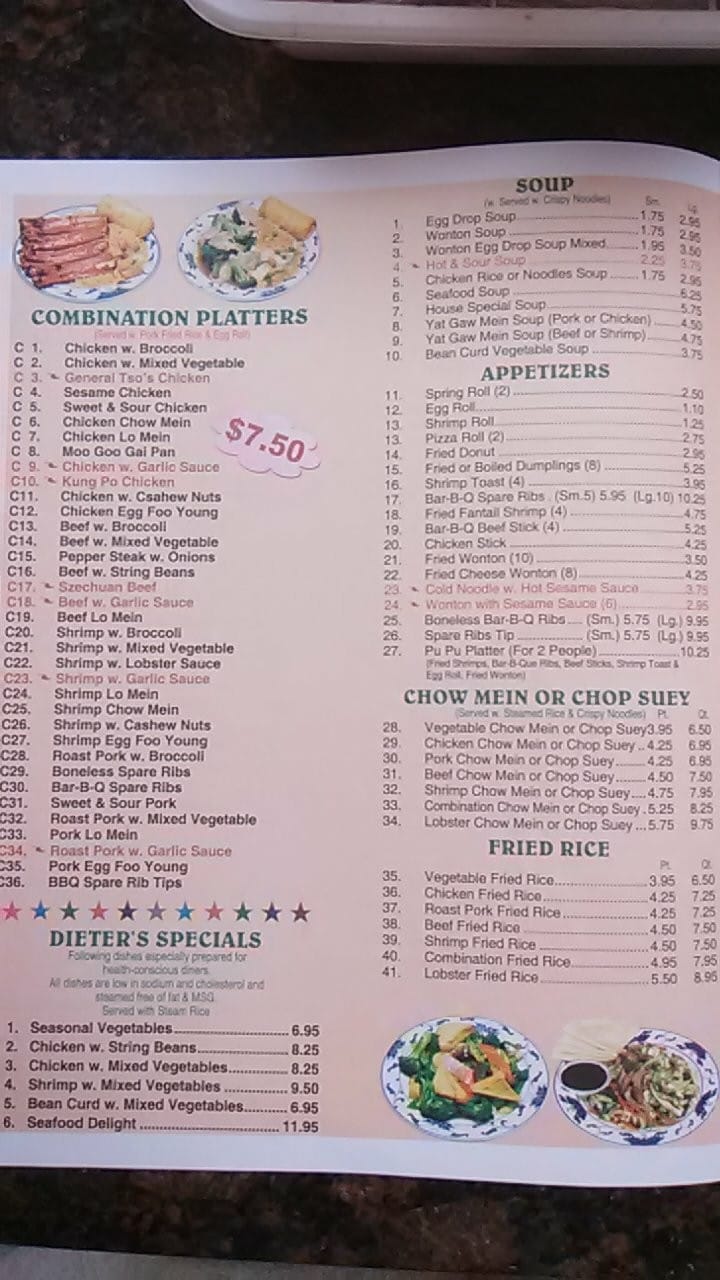 COMBINATION PLATTERS
(Served w. Pork Fried Rice & Egg Roll)
$7.50
C 1. Chicken w. Broccoli
C 2. Chicken w. Mixed Vegetable
C 3. General Tso's Chicken
C 4. Sesame Chicken
C 5. Sweet & Sour Chicken
C 6. Chicken Chow Mein
C 7. Chicken Lo Mein
C 8. Moo Goo Gai Pan
C 9. Chicken w. Garlic Sauce
C10. Kung Po Chicken
C11. Chicken w. Csahew Nuts
C12. Chicken Egg Foo Young
C13. Beef w. Broccoli
C14. Beef w. Mixed Vegetable
C15. Pepper Steak w. Onions
C16. Beef w. String Beans
C17. Szechuan Beef
C18. Beef w. Garlic Sauce
C19. Beef Lo Mein
C20. Shrimp w. Broccoli
C21. Shrimp w. Mixed Vegetable
C22. Shrimp w. Lobster Sauce
C23. Shrimp w. Garlic Sauce
C24. Shrimp Lo Mein
C25. Shrimp Chow Mein
C26. Shrimp w. Cashew Nuts
C27. Shrimp Egg Foo Young
C28. Roast Pork w. Broccoli
C29. Boneless Spare Ribs
C30. Bar-B-Q Spare Ribs
C31. Sweet & Sour Pork
C32. Roast Pork w. Mixed Vegetable
C33. Pork Lo Mein
C34. Roast Pork w. Garlic Sauce
C35. Pork Egg Foo Young
C36. BBQ Spare Rib Tips
DIETER'S SPECIALS
Following dishes especially prepared for
health-conscious diners.
All dishes are low in sodium and cholesterol and
steamed free of fat & MSG.
Served with Steam Rice
1. Seasonal Vegetables 6.95
2. Chicken w. String Beans 8.25
3. Chicken w. Mixed Vegetables 8.25
4. Shrimp w. Mixed Vegetables 9.50
5. Bean Curd w. Mixed Vegetables 6.95
6. Seafood Delight 11.95
SOUP
(w. Served w. Crispy Noodles) Sm. Lg.
1. Egg Drop Soup 1.75 2.95
2. Wonton Soup 1.75 2.95
3. Wonton Egg Drop Soup Mixed 1.95 3.50
4. Hot & Sour Soup 2.25 3.75
5. Chicken Rice or Noodles Soup 1.75 2.95
6. Seafood Soup 6.25
7. House Special Soup 5.75
8. Yat Gaw Mein Soup (Pork or Chicken) 4.50
9. Yat Gaw Mein Soup (Beef or Shrimp) 4.75
10. Bean Curd Vegetable Soup 3.75
APPETIZERS
11. Spring Roll (2) 2.50
12. Egg Roll 1.10
13. Shrimp Roll 1.25
13. Pizza Roll (2) 2.75
14. Fried Donut 2.95
15. Fried or Boiled Dumplings (8) 5.25
16. Shrimp Toast (4) 3.95
17. Bar-B-Q Spare Ribs . (Sm.5) 5.95 (Lg.10) 10.25
18. Fried Fantail Shrimp (4) 4.75
19. Bar-B-Q Beef Stick (4) 5.25
20. Chicken Stick 4.25
21. Fried Wonton (10) 3.50
22. Fried Cheese Wonton (8) 4.25
23. Cold Noodle w. Hot Sesame Sauce 3.75
24. Wonton with Sesame Sauce (6) 2.95
25. Boneless Bar-B-Q Ribs (Sm.) 5.75 (Lg.) 9.95
26. Spare Ribs Tip (Sm.) 5.75 (Lg.) 9.95
27. Pu Pu Platter (For 2 People) 10.25
(Fried Shrimps, Bar-B-Que Ribs, Beef Sticks, Shrimp Toast &
Egg Roll, Fried Wonton)
CHOW MEIN OR CHOP SUEY
(Served w. Steamed Rice & Crispy Noodles) Pt. Qt.
28. Vegetable Chow Mein or Chop Suey 3.95 6.50
29. Chicken Chow Mein or Chop Suey 4.25 6.95
30. Pork Chow Mein or Chop Suey 4.25 6.95
31. Beef Chow Mein or Chop Suey 4.50 7.50
32. Shrimp Chow Mein or Chop Suey 4.75 7.95
33. Combination Chow Mein or Chop Suey 5.25 8.25
34. Lobster Chow Mein or Chop Suey 5.75 9.75
FRIED RICE
Pt. Qt.
35. Vegetable Fried Rice 3.95 6.50
36. Chicken Fried Rice 4.25 7.25
37. Roast Pork Fried Rice 4.25 7.25
38. Beef Fried Rice 4.50 7.50
39. Shrimp Fried Rice 4.50 7.50
40. Combination Fried Rice 4.95 7.95
41. Lobster Fried Rice 5.50 8.95